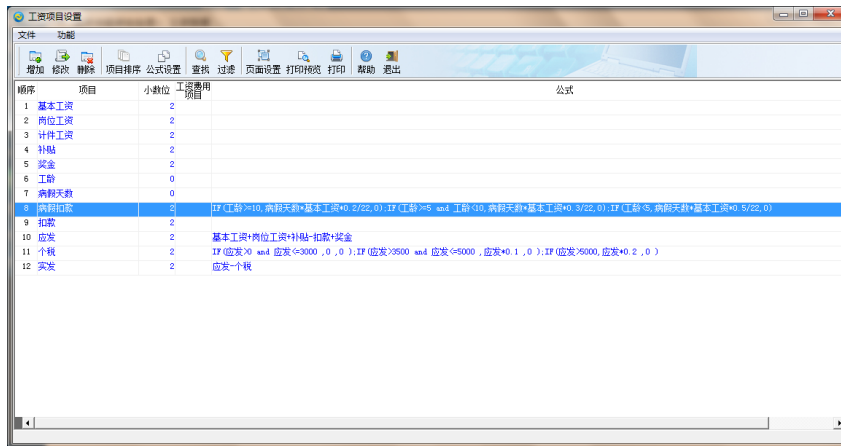 工资项目设置
文件 功能
增加 修改 删除 项目排序 公式设置 查找 过滤 页面设置 打印预览 打印 帮助 退出
顺序 项目 小数位 工资费用项目 公式
1 基本工资 2
2 岗位工资 2
3 计件工资 2
4 补贴 2
5 奖金 2
6 工龄 0
7 病假天数 0
8 病假扣款 2 IF(工龄>=10,病假天数*基本工资*0.2/22,0);IF(工龄>=5 and 工龄<10,病假天数*基本工资*0.3/22,0);IF(工龄<5,病假天数*基本工资*0.5/22,0)
9 扣款 2
10 应发 2 基本工资+岗位工资+补贴-扣款+奖金
11 个税 2 IF(应发>0 and 应发<=3000 ,0 ,0 );IF(应发>3500 and 应发<=5000 ,应发*0.1 ,0 );IF(应发>5000,应发*0.2 ,0 )
12 实发 2 应发-个税